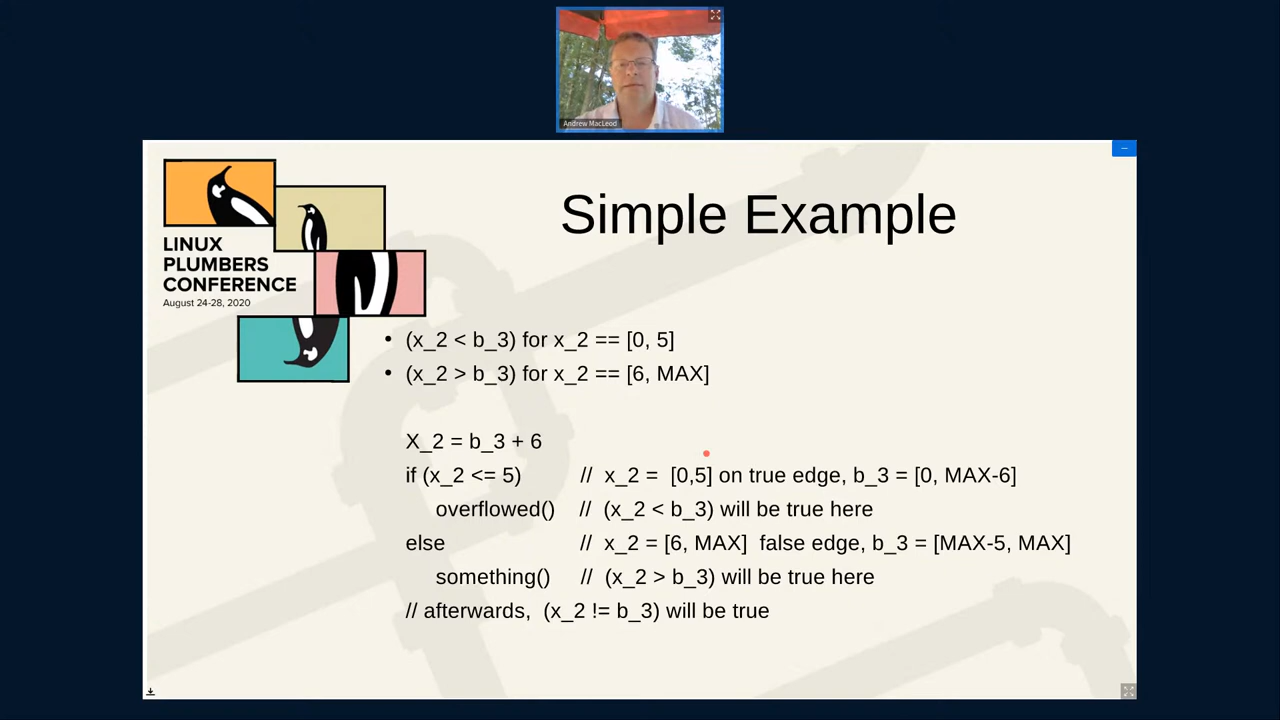 Andrew MacLeod
LINUX
PLUMBERS
CONFERENCE
August 24-28, 2020
Simple Example
• (x_2 < b_3) for x_2 == [0, 5]
• (x_2 > b_3) for x_2 == [6, MAX]
X_2 = b_3 + 6
if (x_2 <= 5) // x_2 = [0,5] on true edge, b_3 = [0, MAX-6]
overflowed() // (x_2 < b_3) will be true here
else // x_2 = [6, MAX] false edge, b_3 = [MAX-5, MAX]
something() // (x_2 > b_3) will be true here
// afterwards, (x_2 != b_3) will be true